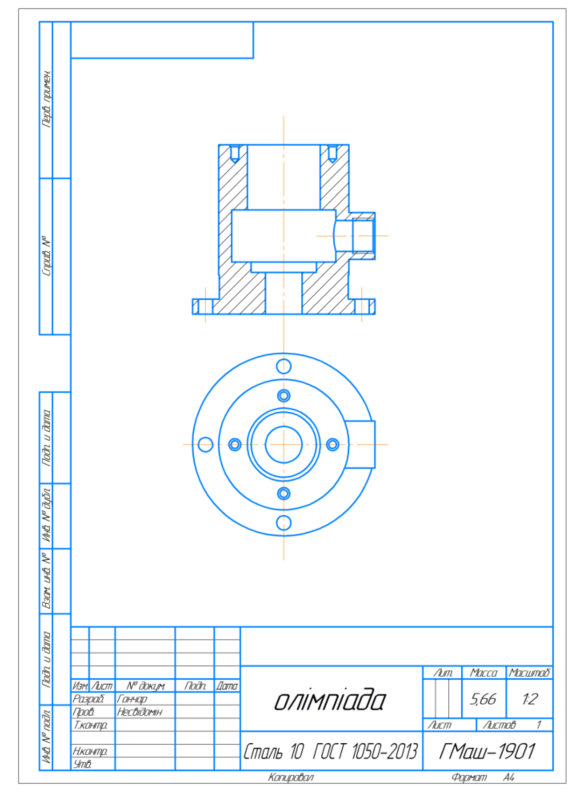 Перв. примен.
Справ. №
Подп. и дата
Инв. № дубл.
Взам. инв. №
Подп. и дата
Инв. № подл.
Изм. Лист № докум. Подп. Дата
Разраб. Гончар
Пров. Несвідомін
Т.контр.
Н.контр.
Утв.
олімпіада
Лит. Масса Масштаб
5,66 1:2
Лист Листов 1
Сталь 10 ГОСТ 1050-2013
ГМаш-1901
Копировал Формат А4